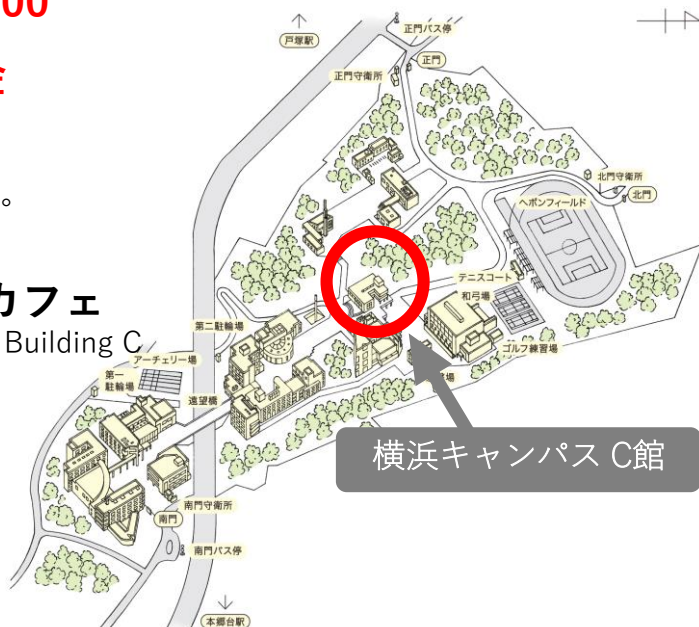 00
。
カフェ
Building C
正門バス停
戸塚駅
正門
正門守衛所
北門守衛所
北門
ヘボンフィールド
テニスコート
和弓場
第二駐輪場
アーチェリー場
ゴルフ練習場
第一
駐輪場
遠望橋
場
横浜キャンパス C館
南門守衛所
南門
南門バス停
本郷台駅